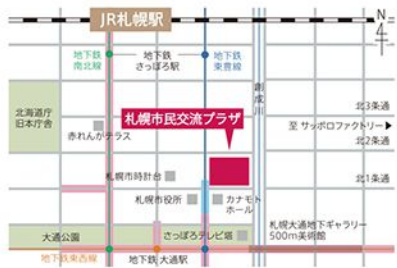 JR札幌駅
N
地下鉄
南北線
地下鉄
さっぽろ駅
地下鉄
東豊線
創成川
北海道庁
旧本庁舎
赤れんがテラス
札幌市民交流プラザ
北3条通
至 サッポロファクトリー▶
北2条通
札幌市時計台
北1条通
札幌市役所
カナモト
ホール
大通公園
さっぽろテレビ塔
札幌大通地下ギャラリー
500m美術館
地下鉄東西線
地下鉄 大通駅